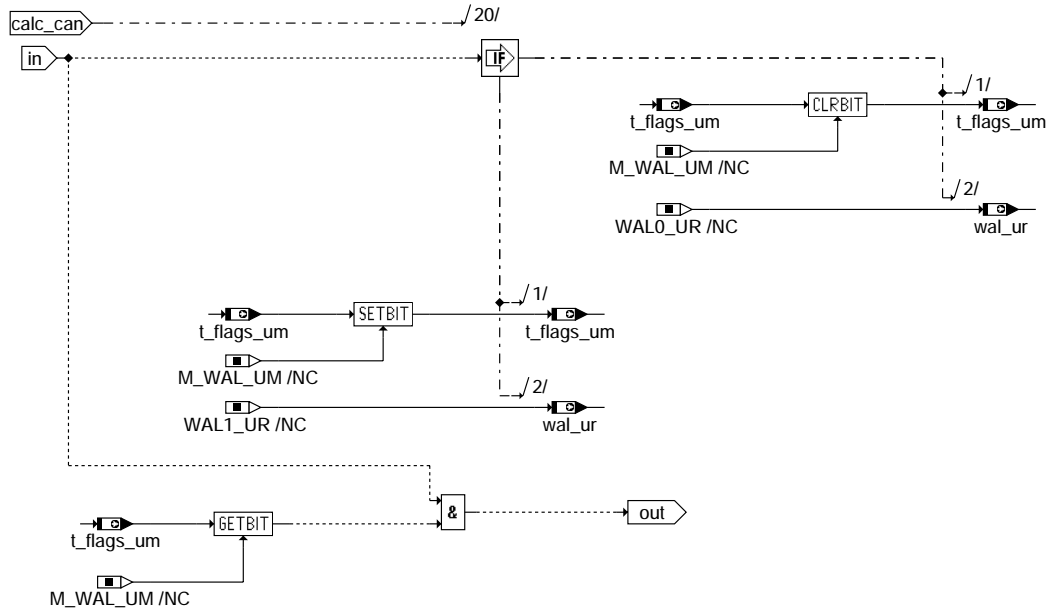 calc_can
/20/
in
IF
/1/
t_flags_um
CLRBIT
t_flags_um
M_WAL_UM /NC
/2/
WAL0_UR /NC
wal_ur
/1/
t_flags_um
SETBIT
t_flags_um
M_WAL_UM /NC
/2/
WAL1_UR /NC
wal_ur
&
out
t_flags_um
GETBIT
M_WAL_UM /NC